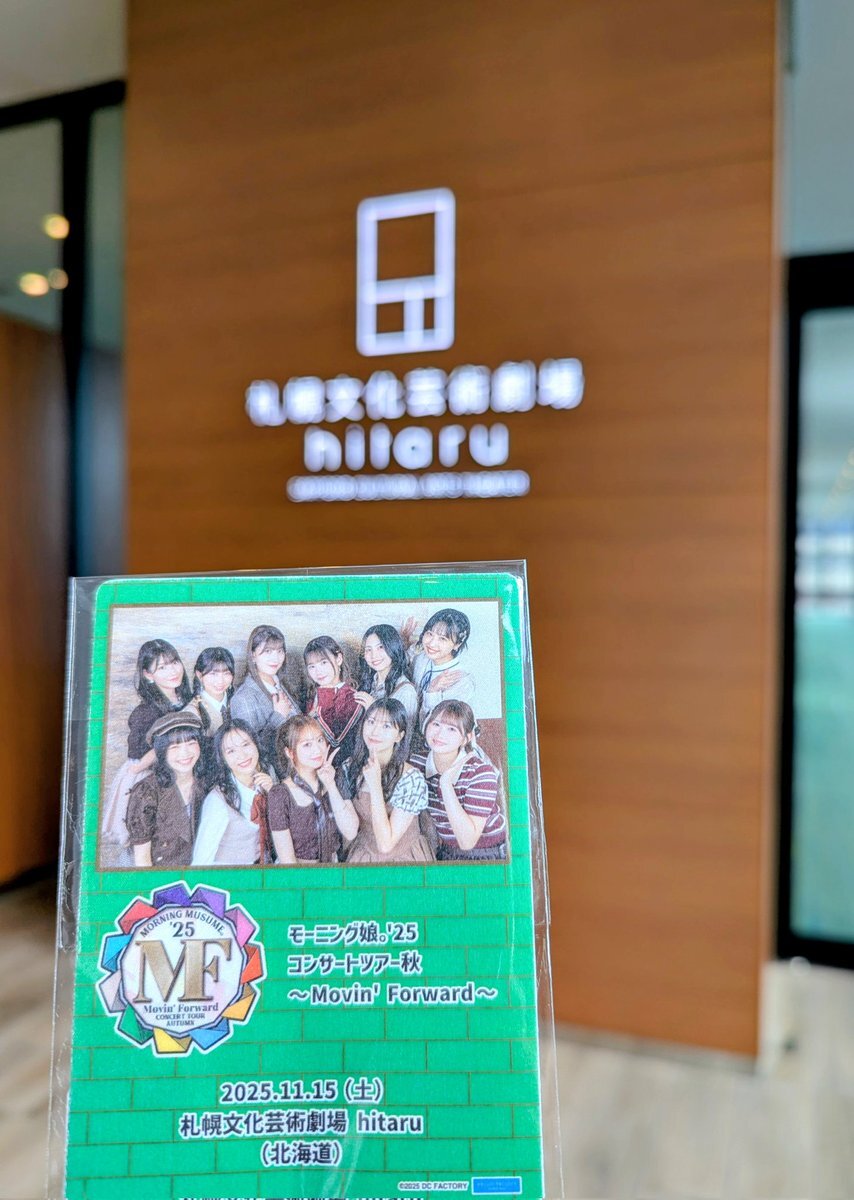 札幌文化芸術劇場
hitaru
MORNING MUSUME。
'25
MF
Movin' Forward
CONCERT TOUR
AUTUMN
モーニング娘。'25
コンサートツアー秋
～Movin' Forward～
2025.11.15 (土)
札幌文化芸術劇場 hitaru
(北海道)
©2025 DC FACTORY